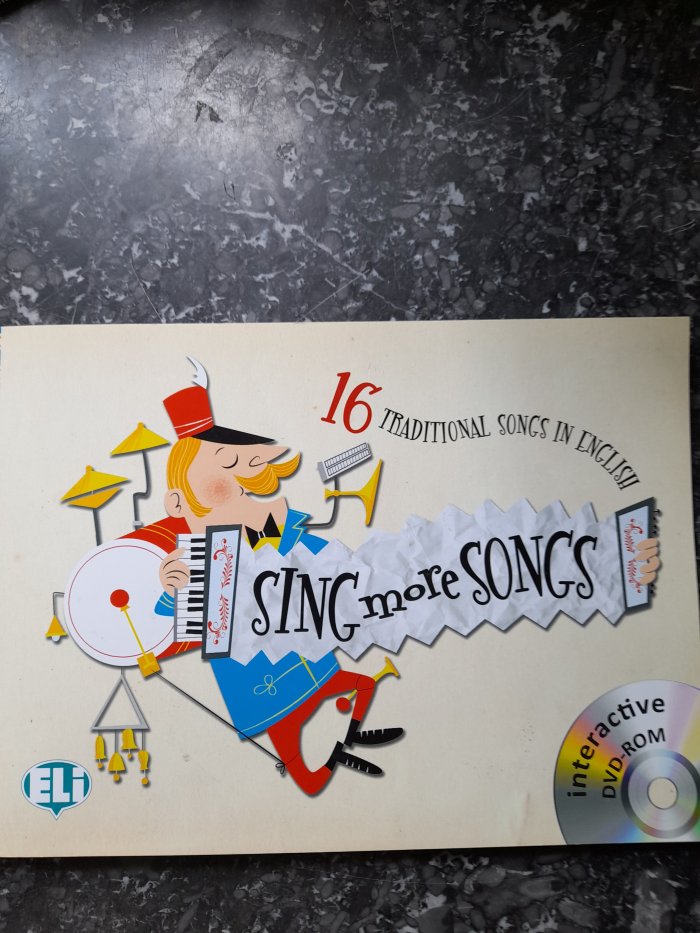 16 TRADITIONAL SONGS IN ENGLISH
SING more SONGS
interactive
DVD-ROM
ELi